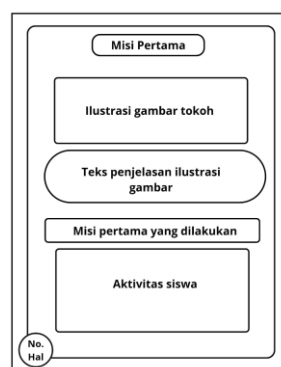 Misi Pertama
Ilustrasi gambar tokoh
Teks penjelasan ilustrasi
gambar
Misi pertama yang dilakukan
Aktivitas siswa
No.
Hal